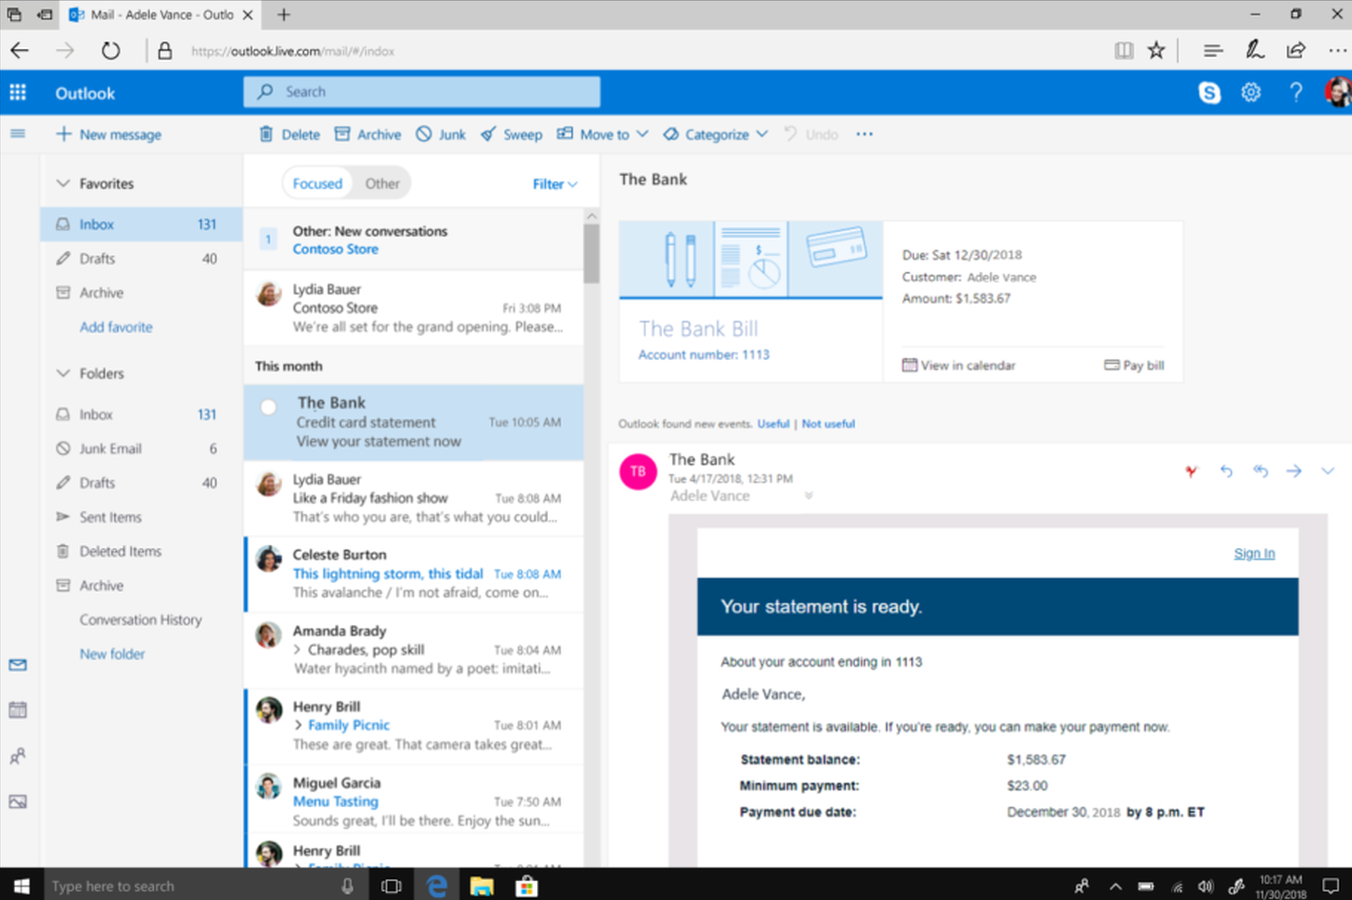 Mail - Adele Vance - Outlo
https://outlook.live.com/mail/#/indox
Outlook
Search
New message
Delete
Archive
Junk
Sweep
Move to
Categorize
Undo
Favorites
Inbox 131
Drafts 40
Archive
Add favorite
Folders
Inbox 131
Junk Email 6
Drafts 40
Sent Items
Deleted Items
Archive
Conversation History
New folder
Focused Other Filter
1
Other: New conversations
Contoso Store
Lydia Bauer
Contoso Store Fri 3:08 PM
We're all set for the grand opening. Please...
This month
The Bank
Credit card statement Tue 10:05 AM
View your statement now
Lydia Bauer
Like a Friday fashion show Tue 8:08 AM
That's who you are, that's what you could...
Celeste Burton
This lightning storm, this tidal Tue 8:08 AM
This avalanche / I'm not afraid, come on...
Amanda Brady
> Charades, pop skill Tue 8:04 AM
Water hyacinth named by a poet: imitati...
Henry Brill
> Family Picnic Tue 8:01 AM
These are great. That camera takes great...
Miguel Garcia
Menu Tasting Tue 7:50 AM
Sounds great, I'll be there. Enjoy the sun...
Henry Brill
The Bank
The Bank Bill
Account number: 1113
Due: Sat 12/30/2018
Customer: Adele Vance
Amount: $1,583.67
View in calendar Pay bill
Outlook found new events. Useful | Not useful
TB
The Bank
Tue 4/17/2018, 12:31 PM
Adele Vance
Sign In
Your statement is ready.
About your account ending in 1113
Adele Vance,
Your statement is available. If you're ready, you can make your payment now.
Statement balance: $1,583.67
Minimum payment: $23.00
Payment due date: December 30, 2018 by 8 p.m. ET
Type here to search
10:17 AM
11/30/2018